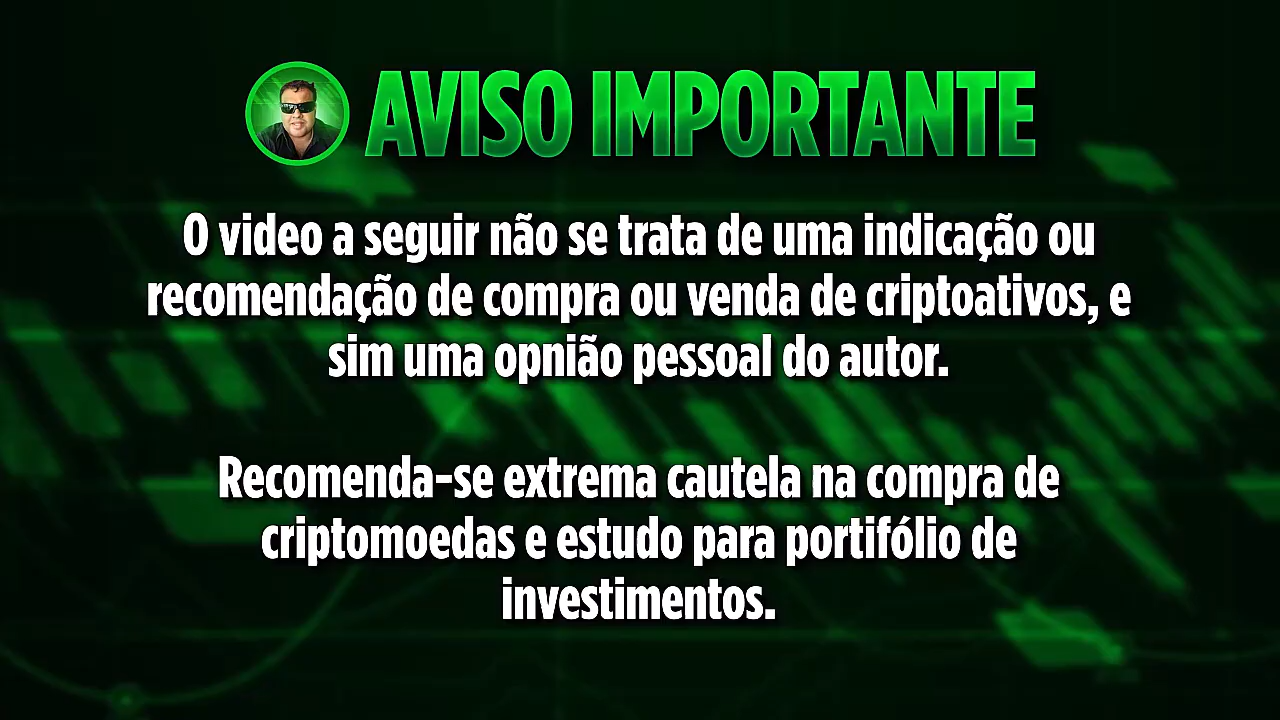 AVISO IMPORTANTE
O video a seguir não se trata de uma indicação ou
recomendação de compra ou venda de criptoativos, e
sim uma opnião pessoal do autor.
Recomenda-se extrema cautela na compra de
criptomoedas e estudo para portifólio de
investimentos.